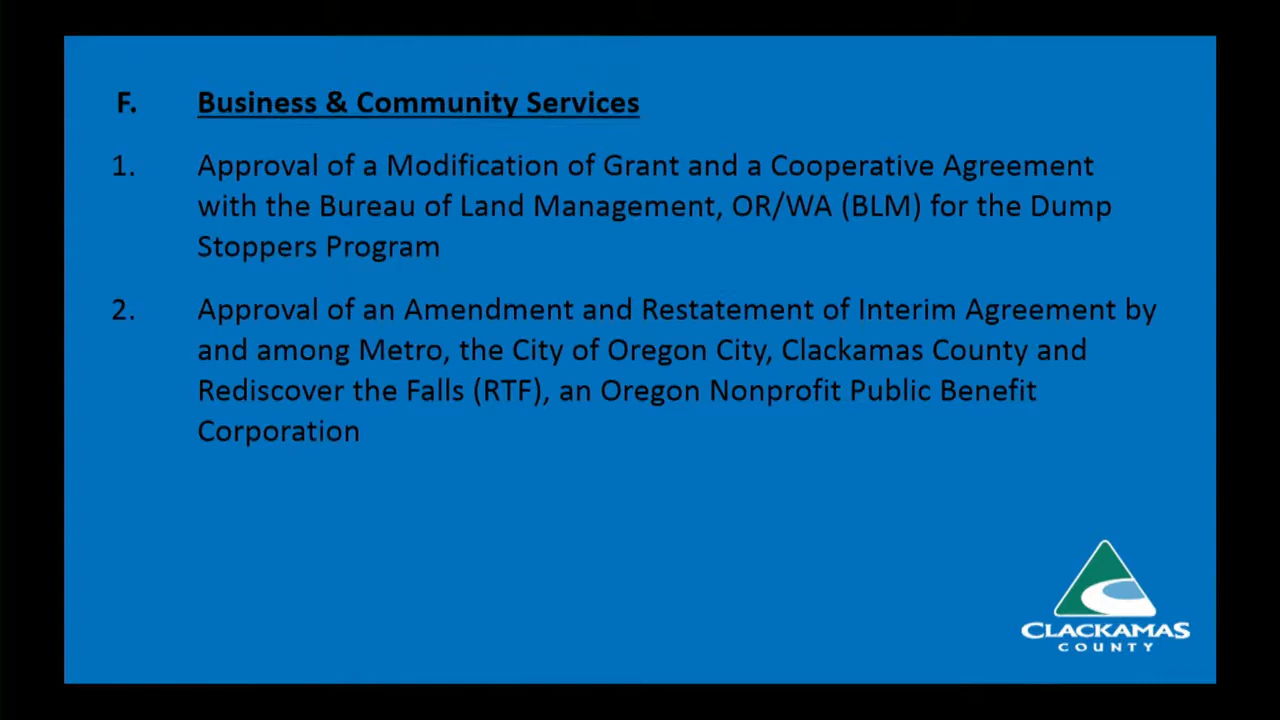 F. Business & Community Services
1. Approval of a Modification of Grant and a Cooperative Agreement
with the Bureau of Land Management, OR/WA (BLM) for the Dump
Stoppers Program
2. Approval of an Amendment and Restatement of Interim Agreement by
and among Metro, the City of Oregon City, Clackamas County and
Rediscover the Falls (RTF), an Oregon Nonprofit Public Benefit
Corporation
CLACKAMAS
COUNTY